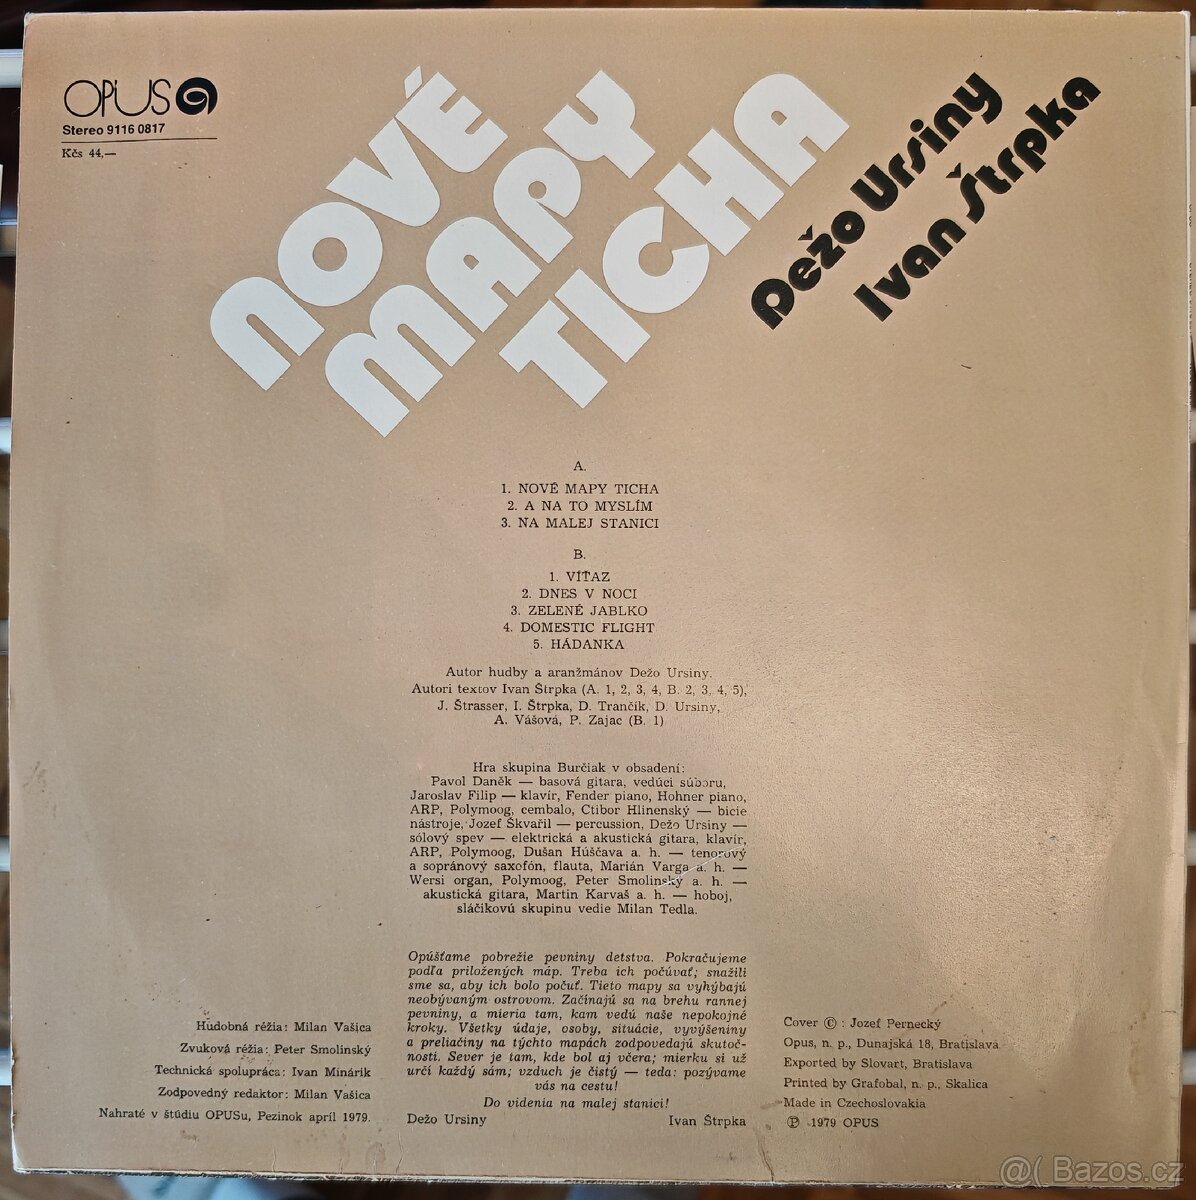 OPUS
Stereo 9116 0817
Kčs 44,—
NOVÉ
MAPY
TICHA
Dežo Ursiny
Ivan Štrpka
A.
1. NOVÉ MAPY TICHA
2. A NA TO MYSLÍM
3. NA MALEJ STANICI
B.
1. VÍŤAZ
2. DNES V NOCI
3. ZELENÉ JABLKO
4. DOMESTIC FLIGHT
5. HÁDANKA
Autor hudby a aranžmánov Dežo Ursiny.
Autori textov Ivan Štrpka (A. 1, 2, 3, 4, B. 2, 3, 4, 5),
J. Štrasser, I. Štrpka, D. Trančík, D. Ursiny,
A. Vášová, P. Zajac (B. 1)
Hra skupina Burčiak v obsadení:
Pavol Daněk — basová gitara, vedúci súboru,
Jaroslav Filip — klavír, Fender piano, Hohner piano,
ARP, Polymoog, cembalo, Ctibor Hlinenský — bicie
nástroje, Jozef Škvařil — percussion, Dežo Ursiny —
sólový spev — elektrická a akustická gitara, klavír,
ARP, Polymoog, Dušan Húščava a. h. — tenorový
a sopránový saxofón, flauta, Marián Varga a. h. —
Wersi organ, Polymoog, Peter Smolinský a. h. —
akustická gitara, Martin Karvaš a. h. — hoboj,
sláčikovú skupinu vedie Milan Tedla.
Opúšťame pobrežie pevniny detstva. Pokračujeme
podľa priložených máp. Treba ich počúvať; snažili
sme sa, aby ich bolo počuť. Tieto mapy sa vyhýbajú
neobývaným ostrovom. Začínajú sa na brehu rannej
pevniny, a mieria tam, kam vedú naše nepokojné
kroky. Všetky údaje, osoby, situácie, vyvýšeniny
a preliačiny na týchto mapách zodpovedajú skutoč-
nosti. Sever je tam, kde bol aj včera; mierku si už
určí každý sám; vzduch je čistý — teda: pozývame
vás na cestu!
Do videnia na malej stanici!
Dežo Ursiny Ivan Štrpka
Hudobná réžia: Milan Vašica
Zvuková réžia: Peter Smolinský
Technická spolupráca: Ivan Minárik
Zodpovedný redaktor: Milan Vašica
Nahraté v štúdiu OPUSu, Pezinok apríl 1979.
Cover © : Jozef Pernecký
Opus, n. p., Dunajská 18, Bratislava
Exported by Slovart, Bratislava
Printed by Grafobal, n. p., Skalica
Made in Czechoslovakia
℗ 1979 OPUS
@( Bazos.cz